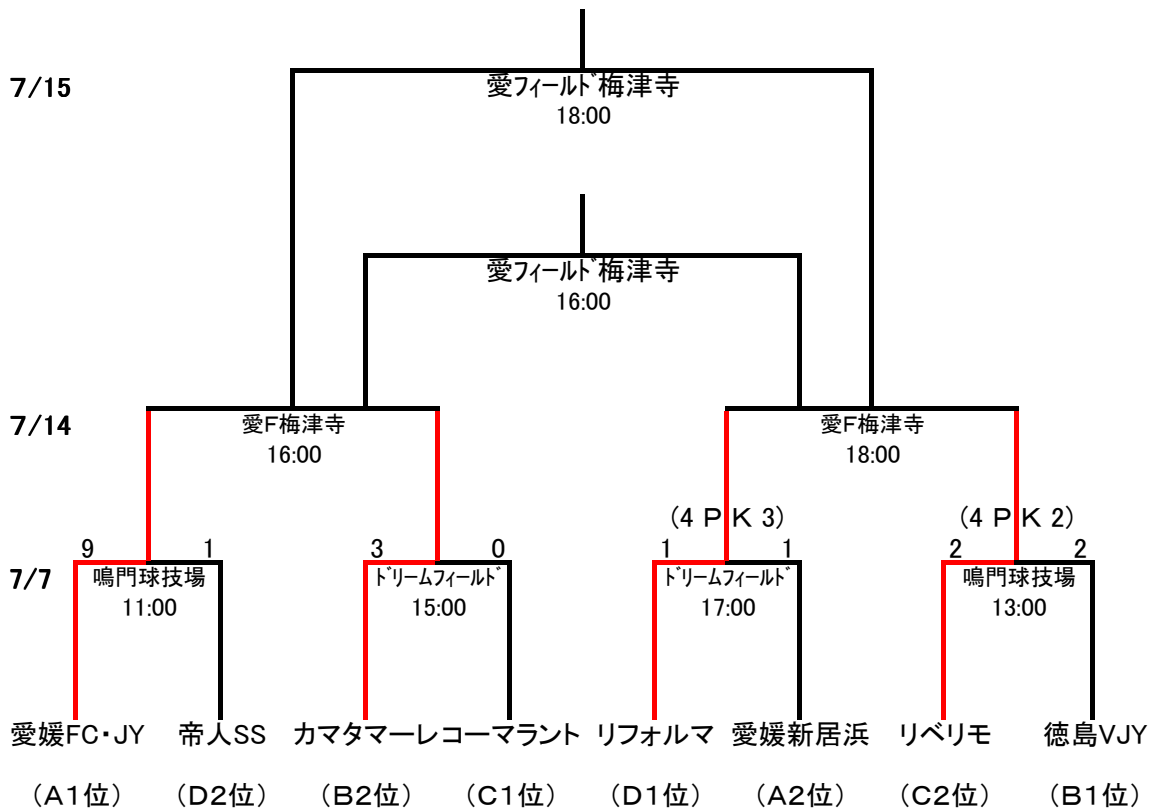 7/15
愛フィールド梅津寺
18:00
愛フィールド梅津寺
16:00
7/14
愛F梅津寺
16:00
愛F梅津寺
18:00
(4 PK 3)
(4 PK 2)
9 1 3 0 1 1 2 2
7/7
鳴門球技場
11:00
ドリームフィールド
15:00
ドリームフィールド
17:00
鳴門球技場
13:00
愛媛FC・JY 帝人SS カマタマーレ コーマラント リフォルマ 愛媛新居浜 リベリモ 徳島VJY
(A1位) (D2位) (B2位) (C1位) (D1位) (A2位) (C2位) (B1位)